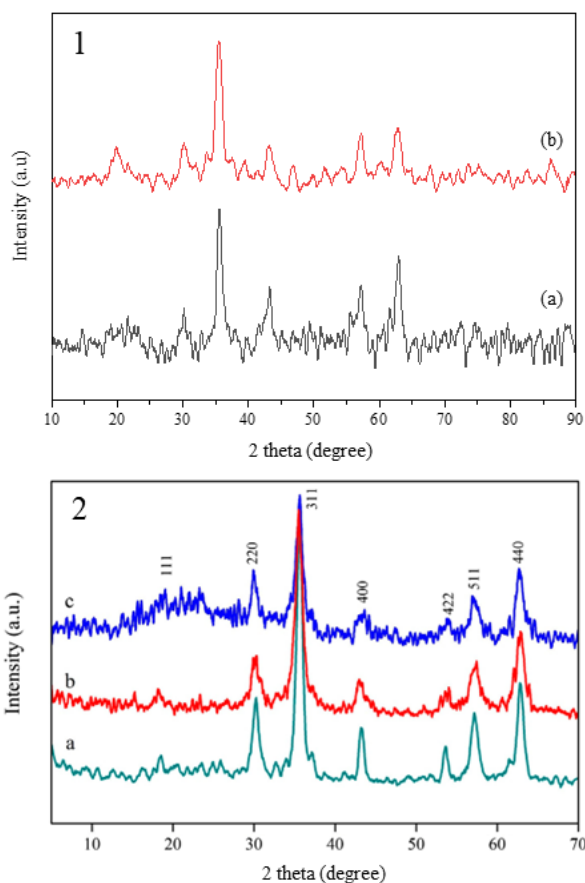 1
Intensity (a.u)
(b)
(a)
10 20 30 40 50 60 70 80 90
2 theta (degree)
2
Intensity (a.u.)
111 220 311 400 422 511 440
c
b
a
10 20 30 40 50 60 70
2 theta (degree)